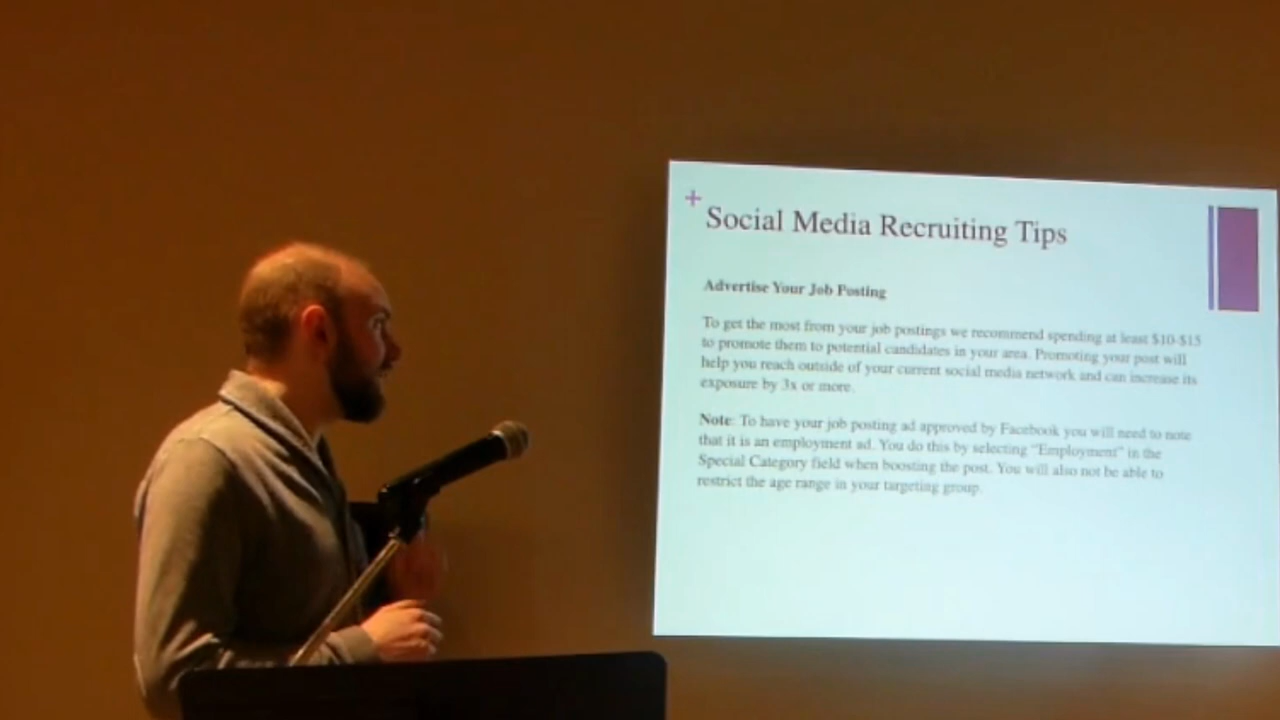 +
Social Media Recruiting Tips
Advertise Your Job Posting
To get the most from your job postings we recommend spending at least $10-$15
to promote them to potential candidates in your area. Promoting your post will
help you reach outside of your current social media network and can increase its
exposure by 3x or more.
Note: To have your job posting ad approved by Facebook you will need to note
that it is an employment ad. You do this by selecting "Employment" in the
Special Category field when boosting the post. You will also not be able to
restrict the age range in your targeting group.